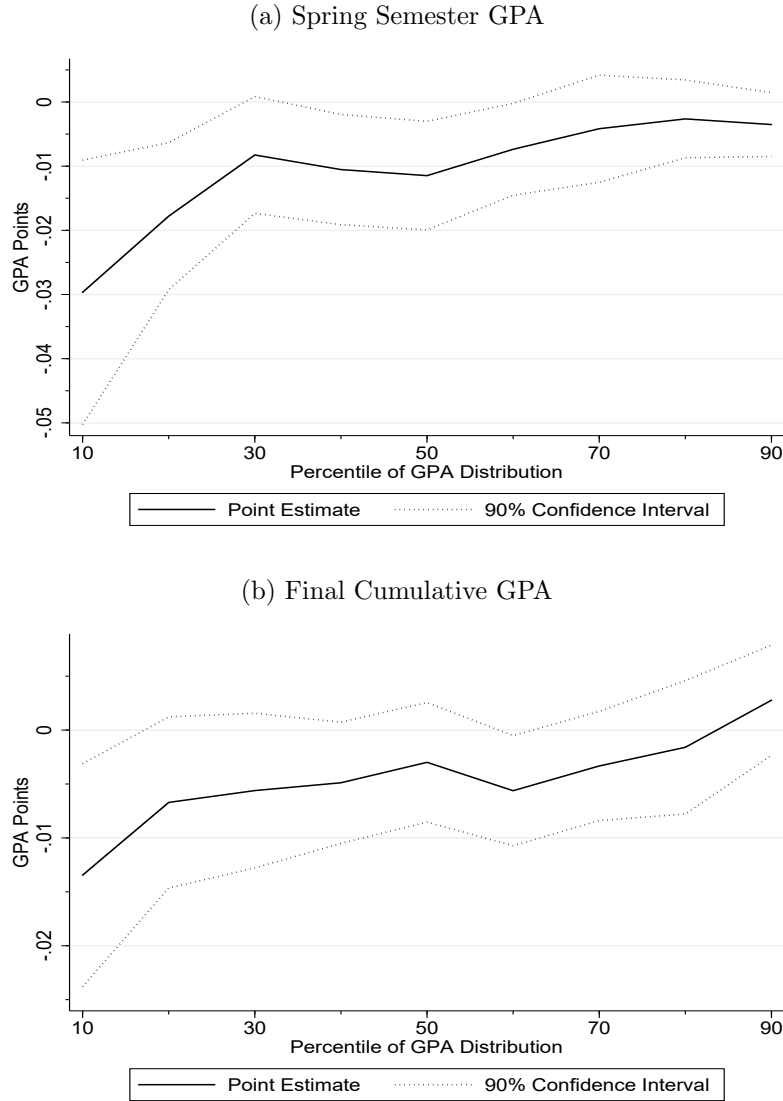 (a) Spring Semester GPA
0
-.01
-.02
-.03
-.04
-.05
GPA Points
10 30 50 70 90
Percentile of GPA Distribution
Point Estimate 90% Confidence Interval
(b) Final Cumulative GPA
0
-.01
-.02
GPA Points
10 30 50 70 90
Percentile of GPA Distribution
Point Estimate 90% Confidence Interval